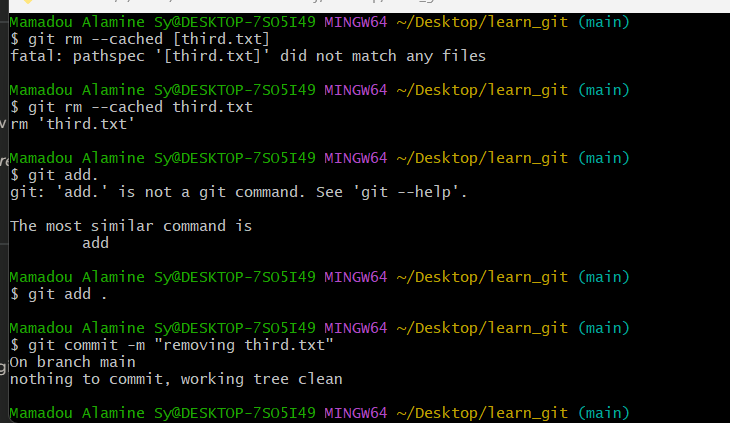 Mamadou Alamine Sy@DESKTOP-7SO5I49 MINGW64 ~/Desktop/learn_git (main)
$ git rm --cached [third.txt]
fatal: pathspec '[third.txt]' did not match any files
Mamadou Alamine Sy@DESKTOP-7SO5I49 MINGW64 ~/Desktop/learn_git (main)
$ git rm --cached third.txt
rm 'third.txt'
Mamadou Alamine Sy@DESKTOP-7SO5I49 MINGW64 ~/Desktop/learn_git (main)
$ git add.
git: 'add.' is not a git command. See 'git --help'.
The most similar command is
        add
Mamadou Alamine Sy@DESKTOP-7SO5I49 MINGW64 ~/Desktop/learn_git (main)
$ git add .
Mamadou Alamine Sy@DESKTOP-7SO5I49 MINGW64 ~/Desktop/learn_git (main)
$ git commit -m "removing third.txt"
On branch main
nothing to commit, working tree clean
Mamadou Alamine Sy@DESKTOP-7SO5I49 MINGW64 ~/Desktop/learn_git (main)